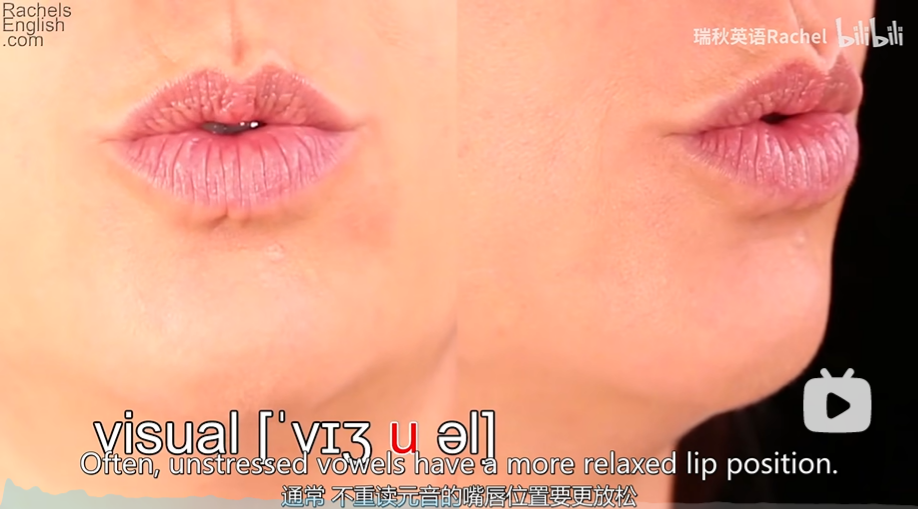 Rachels
English
.com
瑞秋英语Rachel bilibili
visual [ˈvɪʒ u əl]
Often, unstressed vowels have a more relaxed lip position.
通常 不重读元音的嘴唇位置要更放松